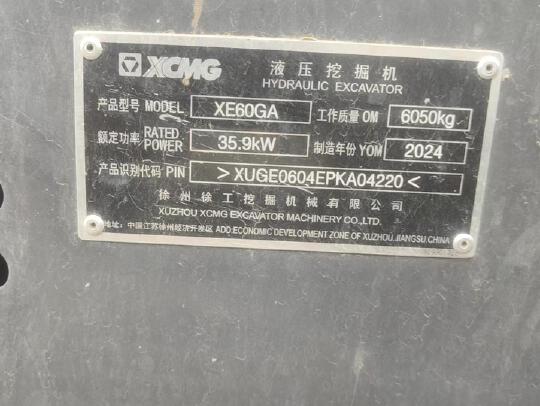 XCMG 液压挖掘机
HYDRAULIC EXCAVATOR
产品型号 MODEL XE60GA 工作质量 OM 6050kg
额定功率 RATED POWER 35.9kW 制造年份 YOM 2024
产品识别代码 PIN >XUGE0604EPKA04220<
徐州徐工挖掘机械有限公司
XUZHOU XCMG EXCAVATOR MACHINERY CO.,LTD.
地址: 中国江苏徐州经济开发区 ADD:ECONOMIC DEVELOPMENT ZONE OF XUZHOU.JIANGSU.CHINA